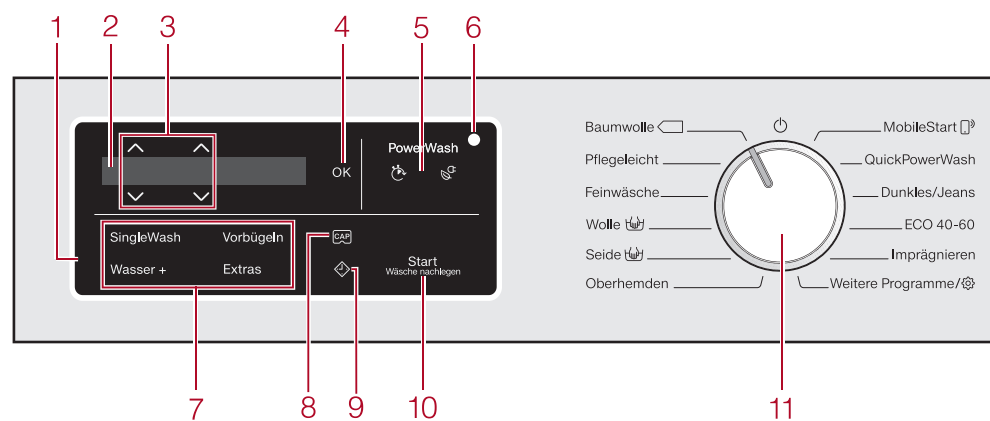 1 2 3 4 5 6
PowerWash
OK
SingleWash Vorbügeln
Wasser + Extras
CAP
Start
Wäsche nachlegen
7 8 9 10 11
Baumwolle
Pflegeleicht
Feinwäsche
Wolle
Seide
Oberhemden
MobileStart
QuickPowerWash
Dunkles/Jeans
ECO 40-60
Imprägnieren
Weitere Programme/